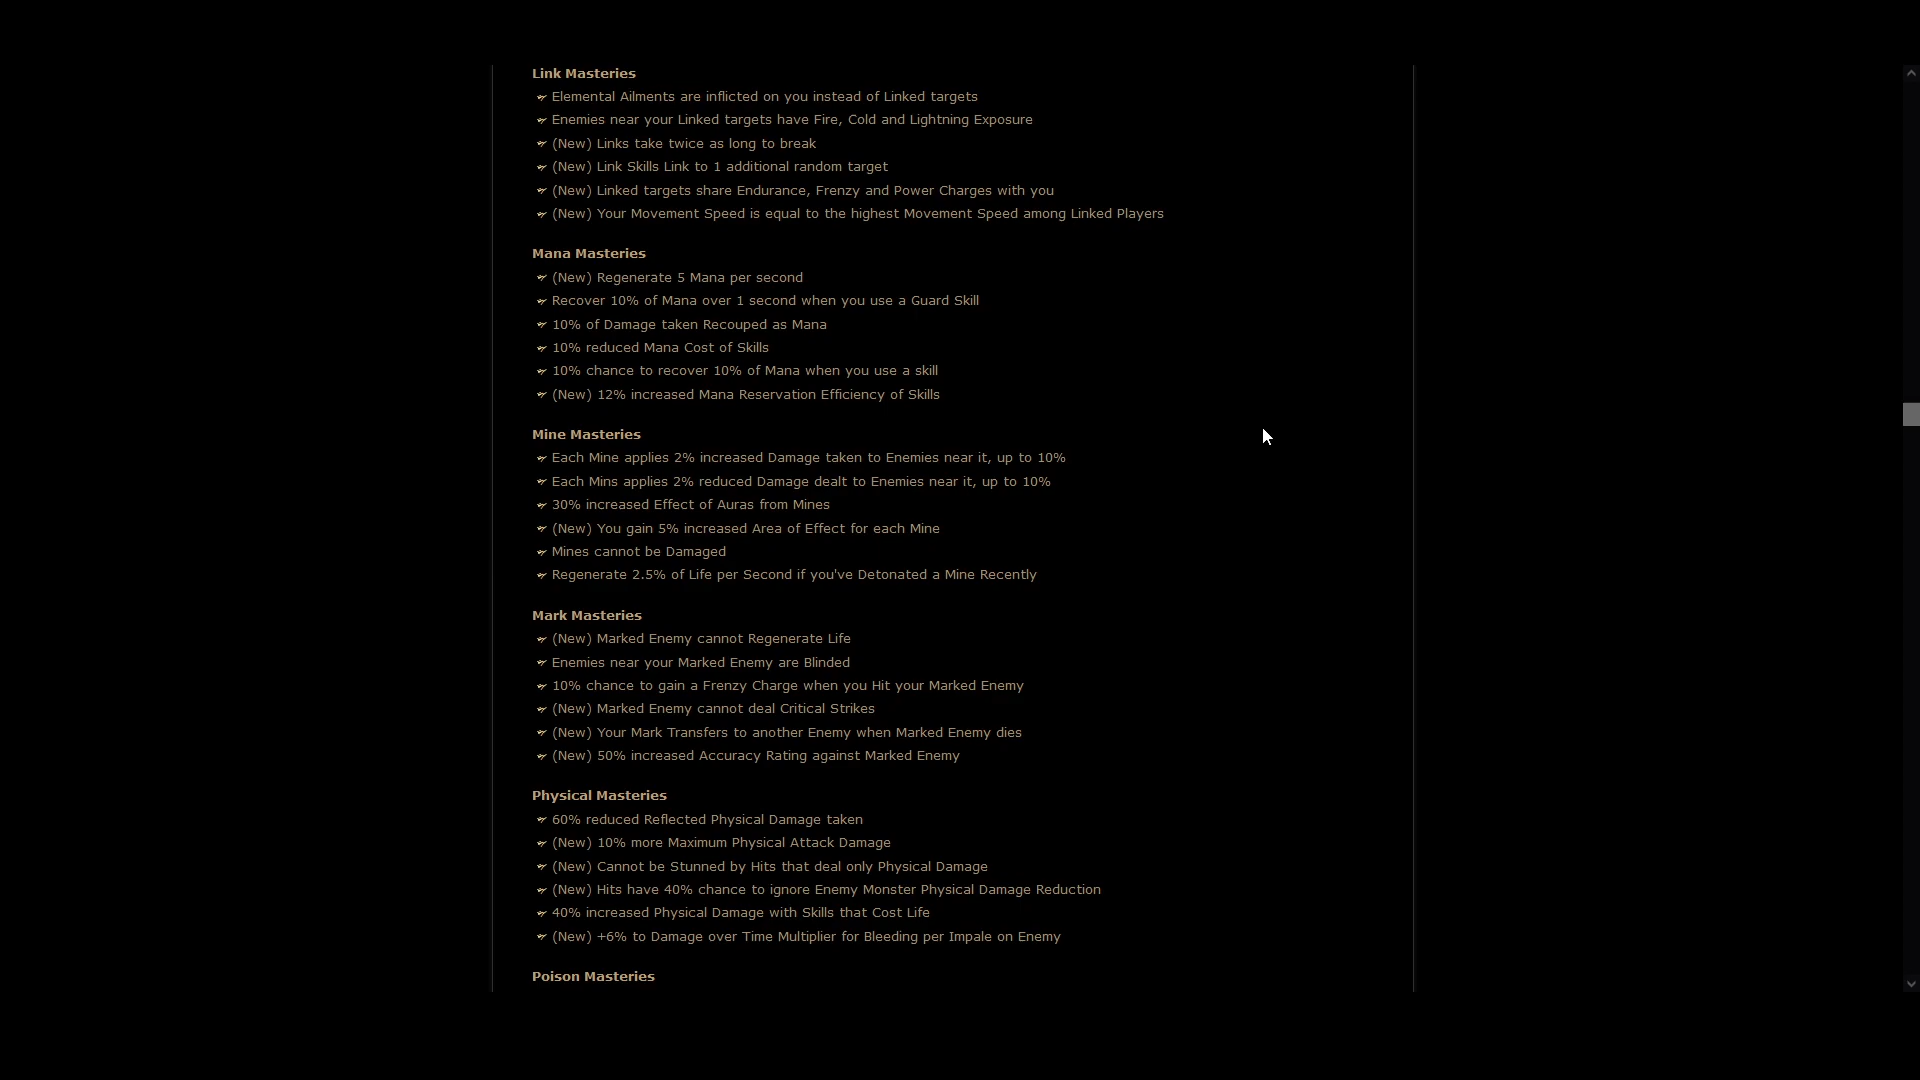 Link Masteries
Elemental Ailments are inflicted on you instead of Linked targets
Enemies near your Linked targets have Fire, Cold and Lightning Exposure
(New) Links take twice as long to break
(New) Link Skills Link to 1 additional random target
(New) Linked targets share Endurance, Frenzy and Power Charges with you
(New) Your Movement Speed is equal to the highest Movement Speed among Linked Players
Mana Masteries
(New) Regenerate 5 Mana per second
Recover 10% of Mana over 1 second when you use a Guard Skill
10% of Damage taken Recouped as Mana
10% reduced Mana Cost of Skills
10% chance to recover 10% of Mana when you use a skill
(New) 12% increased Mana Reservation Efficiency of Skills
Mine Masteries
Each Mine applies 2% increased Damage taken to Enemies near it, up to 10%
Each Mins applies 2% reduced Damage dealt to Enemies near it, up to 10%
30% increased Effect of Auras from Mines
(New) You gain 5% increased Area of Effect for each Mine
Mines cannot be Damaged
Regenerate 2.5% of Life per Second if you've Detonated a Mine Recently
Mark Masteries
(New) Marked Enemy cannot Regenerate Life
Enemies near your Marked Enemy are Blinded
10% chance to gain a Frenzy Charge when you Hit your Marked Enemy
(New) Marked Enemy cannot deal Critical Strikes
(New) Your Mark Transfers to another Enemy when Marked Enemy dies
(New) 50% increased Accuracy Rating against Marked Enemy
Physical Masteries
60% reduced Reflected Physical Damage taken
(New) 10% more Maximum Physical Attack Damage
(New) Cannot be Stunned by Hits that deal only Physical Damage
(New) Hits have 40% chance to ignore Enemy Monster Physical Damage Reduction
40% increased Physical Damage with Skills that Cost Life
(New) +6% to Damage over Time Multiplier for Bleeding per Impale on Enemy
Poison Masteries